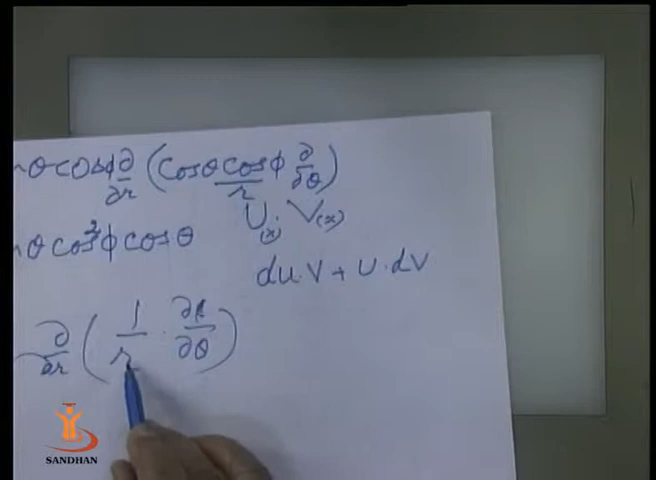 θ cosϕ ∂/∂r (cosθ cosϕ/r ∂/∂θ)
U(x) . V(x)
θ cos²ϕ cosθ
du.V + U.dV
∂/∂r (1/r . ∂/∂θ)
SANDHAN